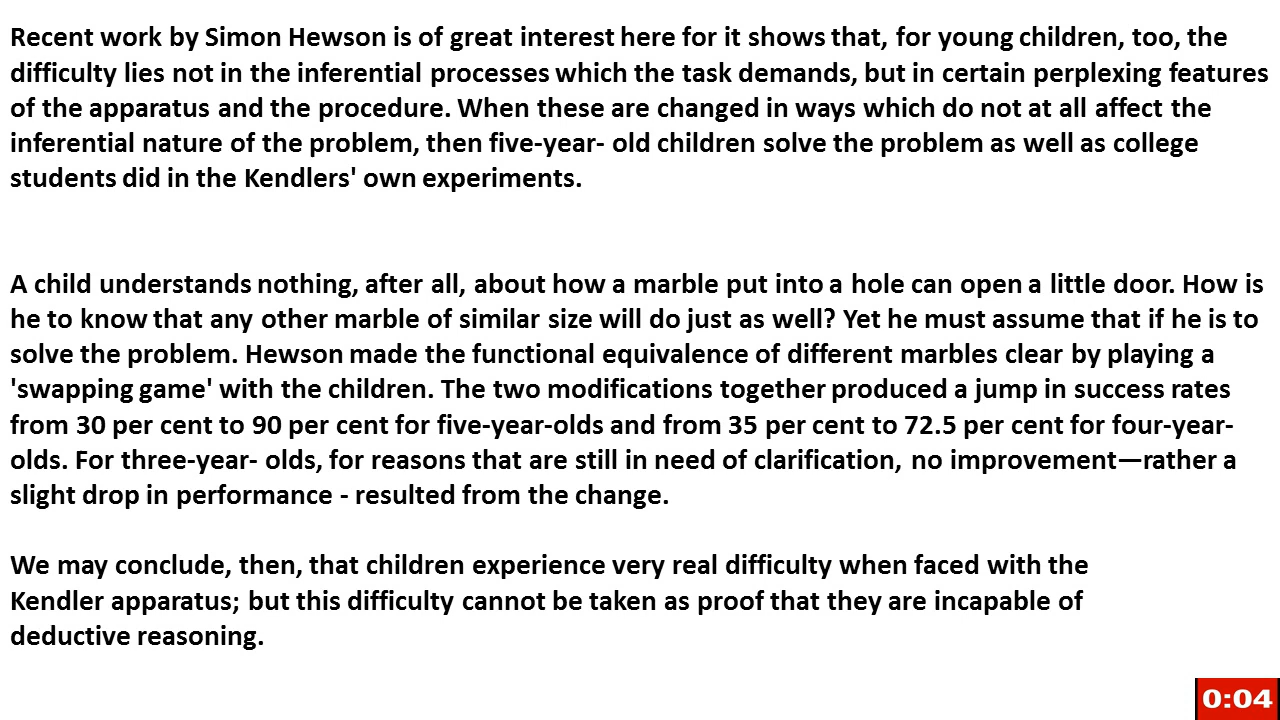 Recent work by Simon Hewson is of great interest here for it shows that, for young children, too, the
difficulty lies not in the inferential processes which the task demands, but in certain perplexing features
of the apparatus and the procedure. When these are changed in ways which do not at all affect the
inferential nature of the problem, then five-year- old children solve the problem as well as college
students did in the Kendlers' own experiments.
A child understands nothing, after all, about how a marble put into a hole can open a little door. How is
he to know that any other marble of similar size will do just as well? Yet he must assume that if he is to
solve the problem. Hewson made the functional equivalence of different marbles clear by playing a
'swapping game' with the children. The two modifications together produced a jump in success rates
from 30 per cent to 90 per cent for five-year-olds and from 35 per cent to 72.5 per cent for four-year-
olds. For three-year- olds, for reasons that are still in need of clarification, no improvement—rather a
slight drop in performance - resulted from the change.
We may conclude, then, that children experience very real difficulty when faced with the
Kendler apparatus; but this difficulty cannot be taken as proof that they are incapable of
deductive reasoning.
0:04